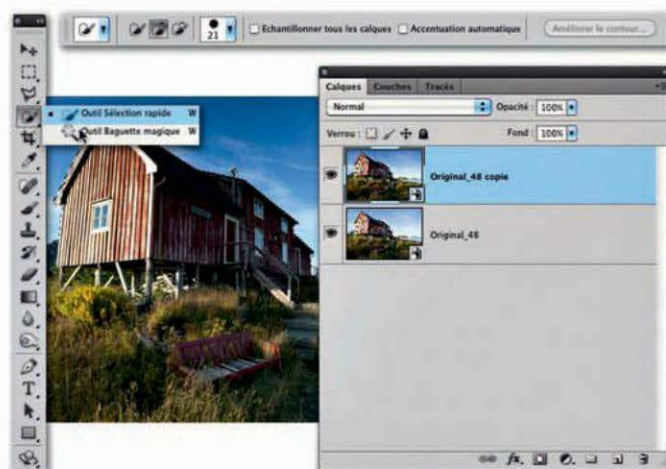 21
Echantillonner tous les calques
Accentuation automatique
Améliorer le contour...
Outil Sélection rapide W
Outil Baguette magique W
Calques Couches Tracés
Normal
Opacité : 100%
Verrou :
Fond : 100%
Original_48 copie
Original_48
T
fx